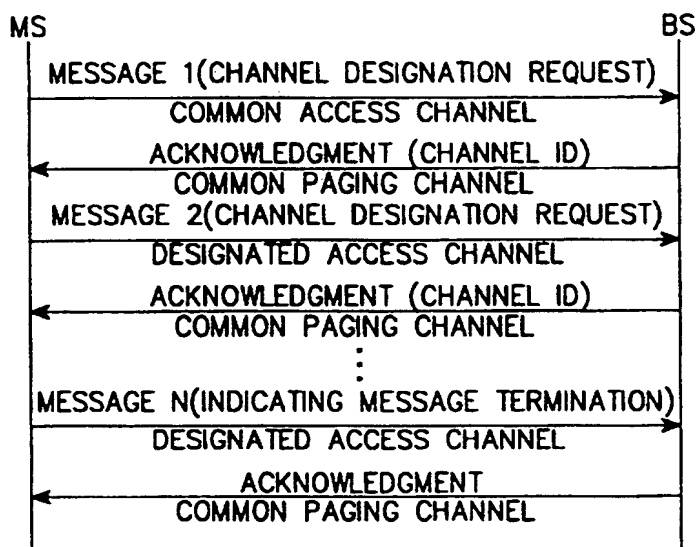 MS BS
MESSAGE 1(CHANNEL DESIGNATION REQUEST)
COMMON ACCESS CHANNEL
ACKNOWLEDGMENT (CHANNEL ID)
COMMON PAGING CHANNEL
MESSAGE 2(CHANNEL DESIGNATION REQUEST)
DESIGNATED ACCESS CHANNEL
ACKNOWLEDGMENT (CHANNEL ID)
COMMON PAGING CHANNEL
MESSAGE N(INDICATING MESSAGE TERMINATION)
DESIGNATED ACCESS CHANNEL
ACKNOWLEDGMENT
COMMON PAGING CHANNEL